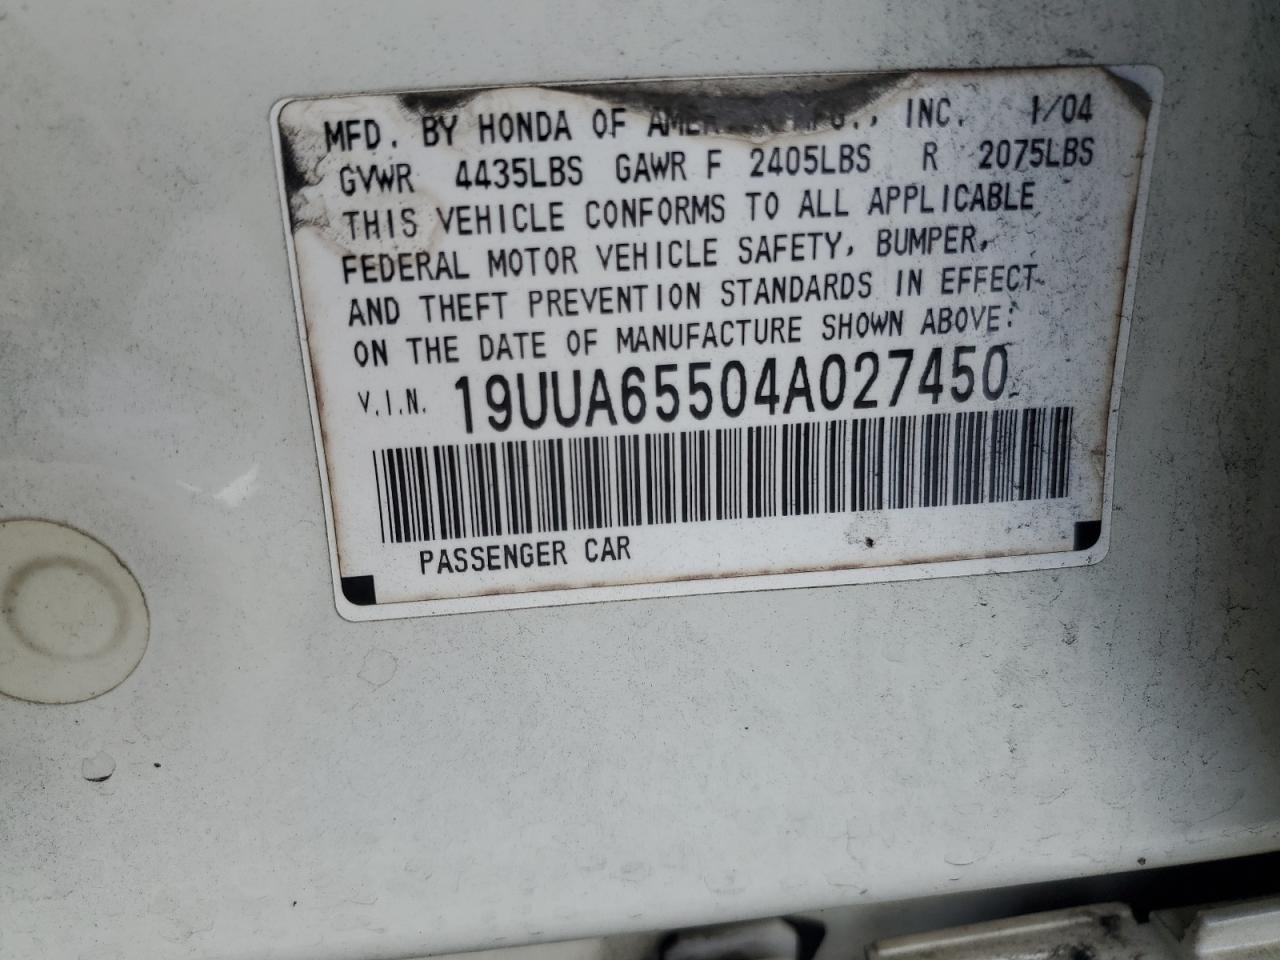 MFD. BY HONDA OF INC. 1/04
GVWR 4435LBS GAWR F 2405LBS R 2075LBS
THIS VEHICLE CONFORMS TO ALL APPLICABLE
FEDERAL MOTOR VEHICLE SAFETY, BUMPER,
AND THEFT PREVENTION STANDARDS IN EFFECT
ON THE DATE OF MANUFACTURE SHOWN ABOVE:
V.I.N. 19UUA65504A027450
PASSENGER CAR